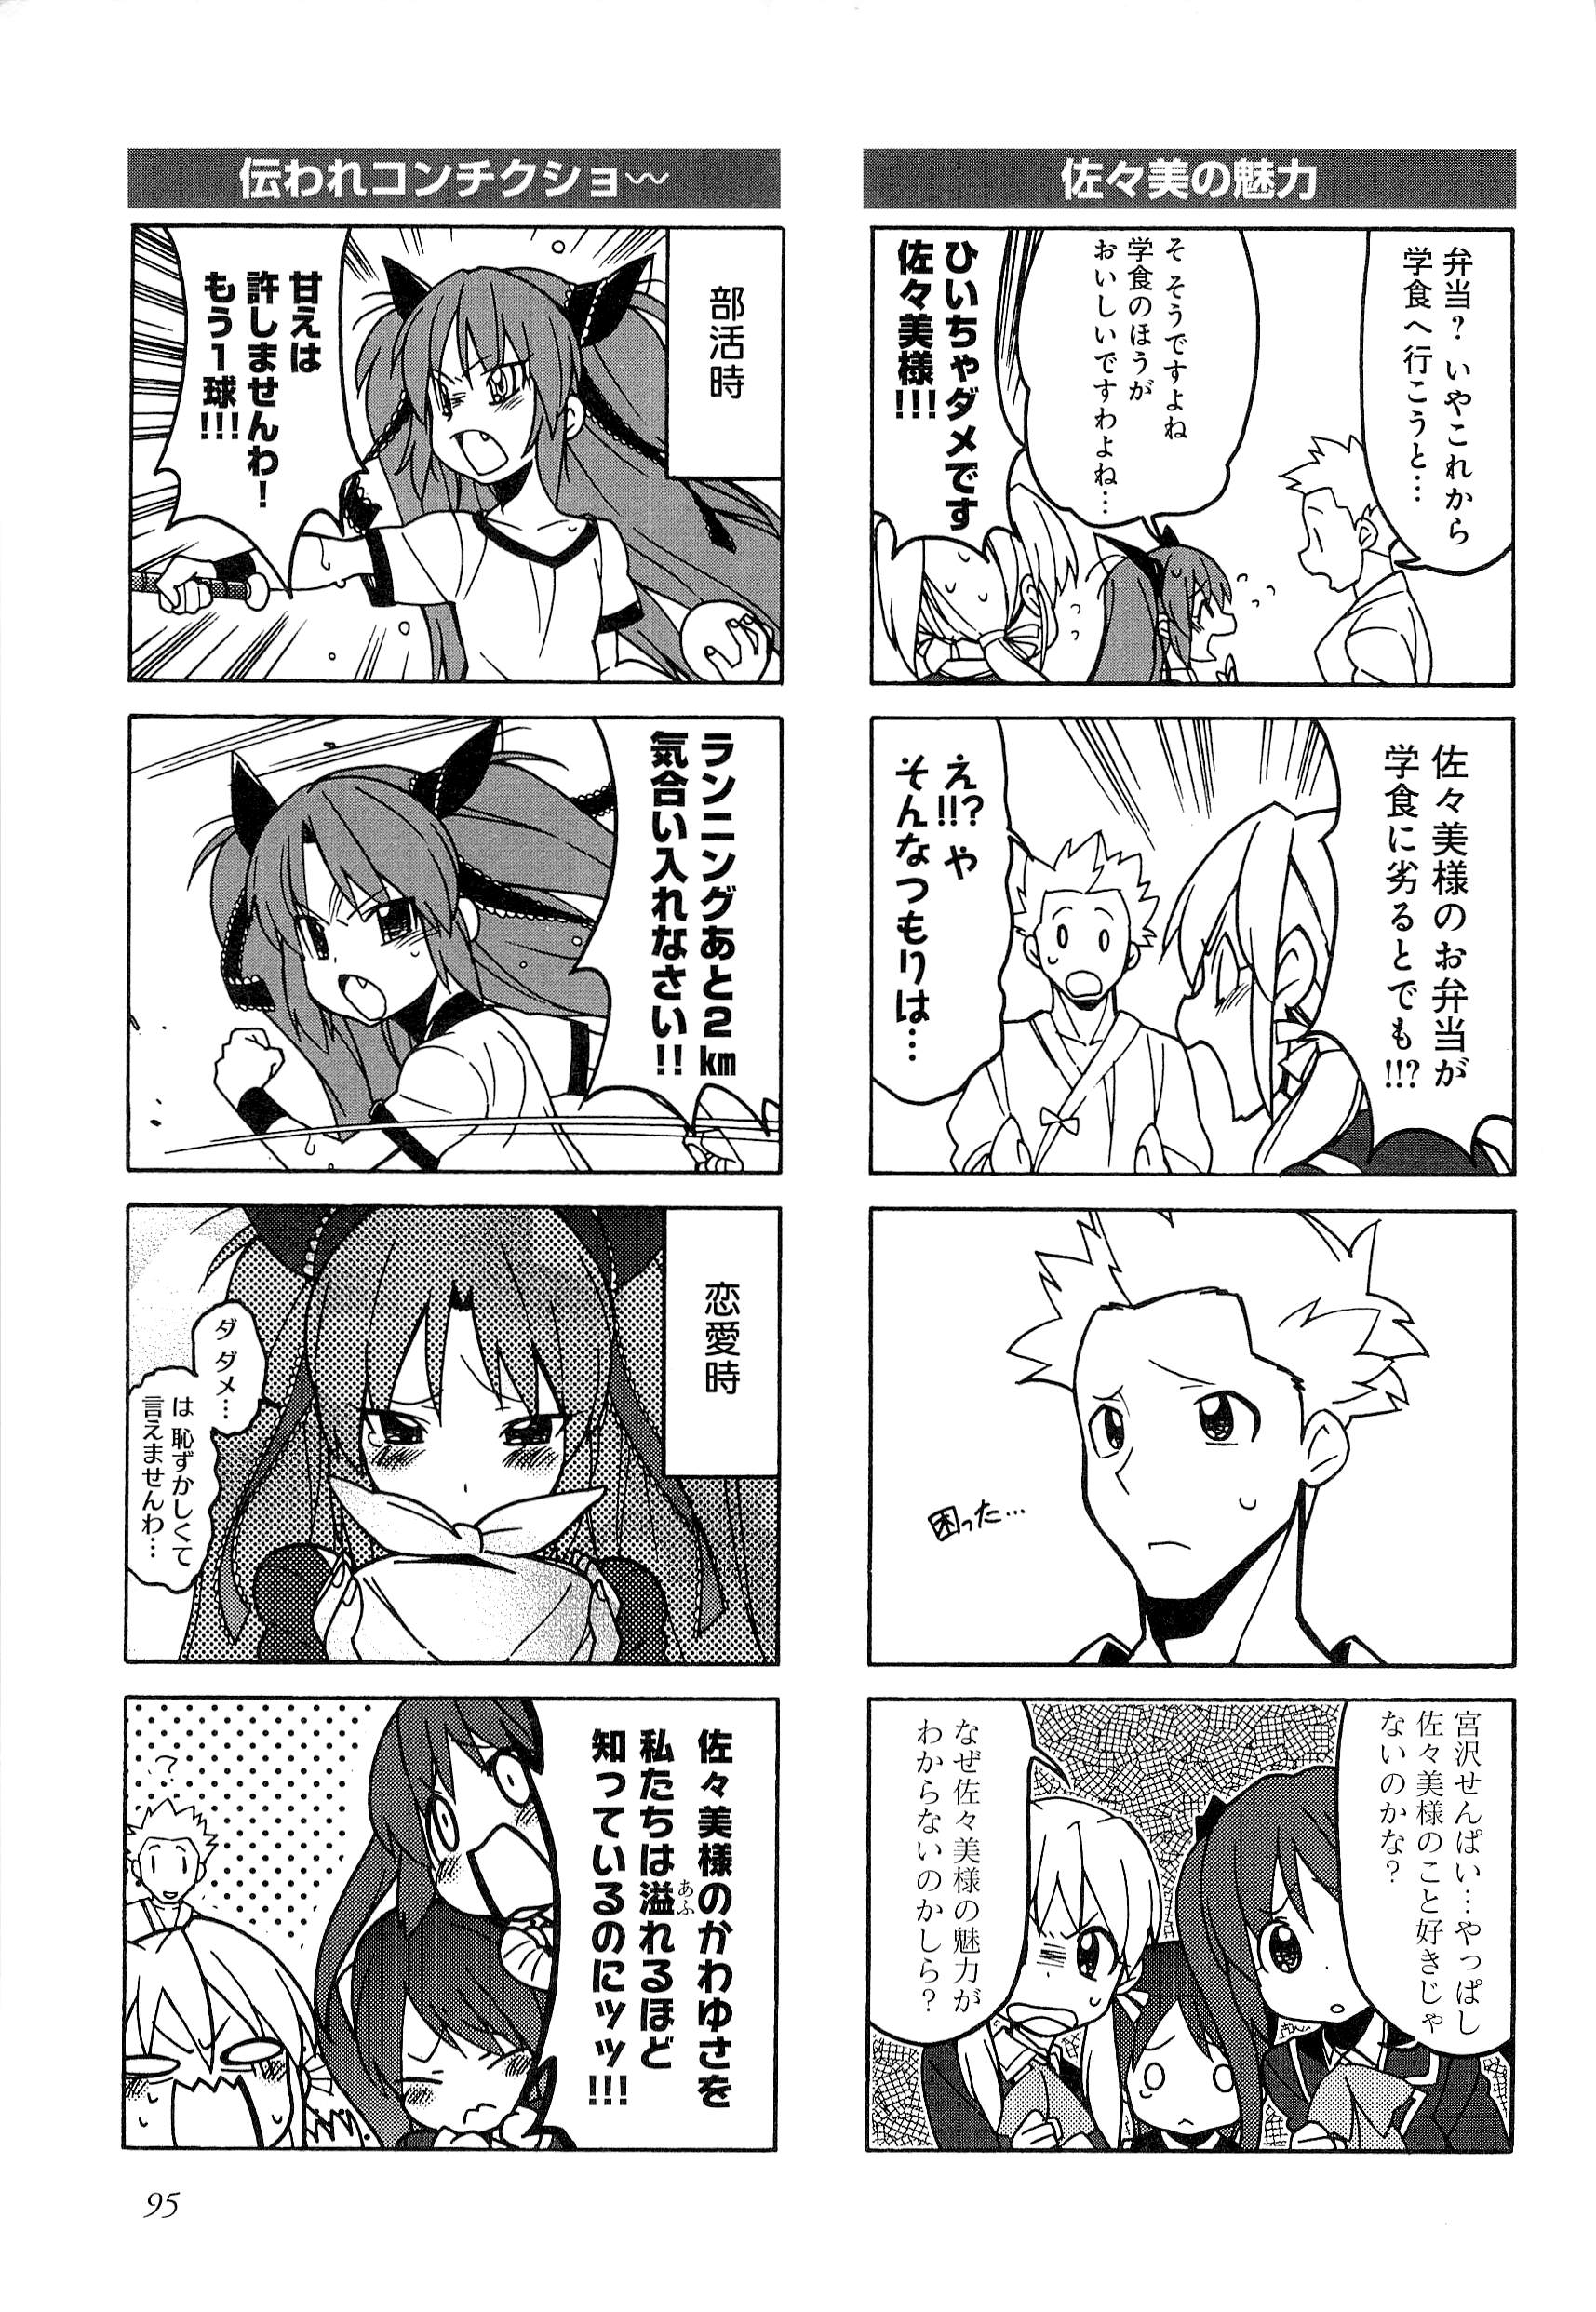 佐々美の魅力
弁当？いやこれから
学食へ行こうと…
そ そうですよね
学食のほうが
おいしいですわよね…
ひいちゃダメです
佐々美様!!!
佐々美様のお弁当が
学食に劣るとでも!!?
え!!?や
そんなつもりは…
困った…
宮沢せんぱい…やっぱし
佐々美様のこと好きじゃ
ないのかな？
なぜ佐々美様の魅力が
わからないのかしら？
伝われコンチクショ〜
部活時
甘えは
許しませんわ！
もう1球!!!
ランニングあと2km
気合い入れなさい!!
恋愛時
ダ ダメ…
は 恥ずかしくて
言えませんわ…
佐々美様のかわゆさを
私たちは溢れるほど
あふ
知っているのにッッ!!!
?
95